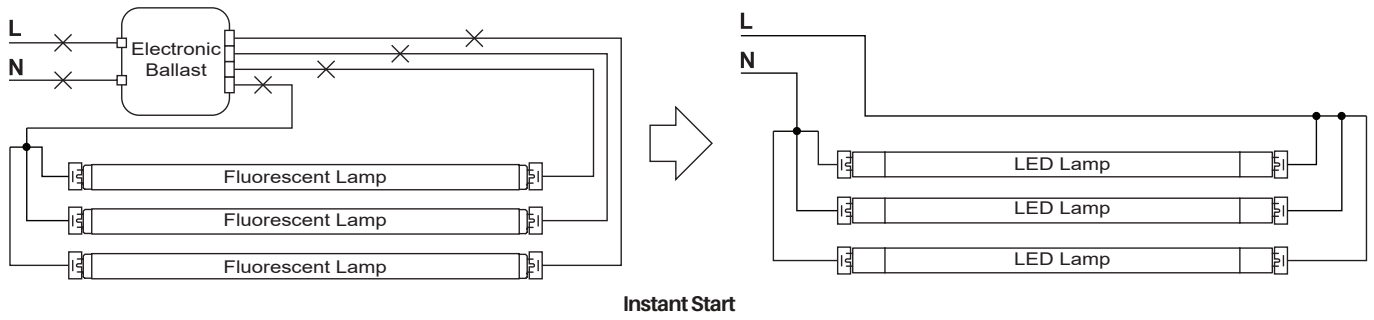 L
N
Electronic
Ballast
Fluorescent Lamp
Fluorescent Lamp
Fluorescent Lamp
L
N
LED Lamp
LED Lamp
LED Lamp
Instant Start